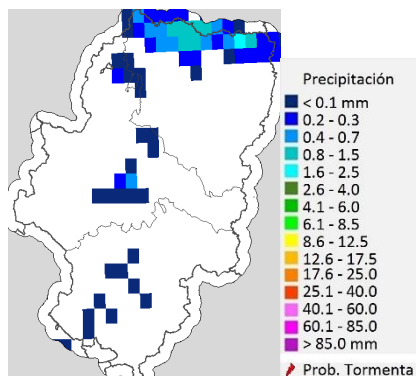 Precipitación
< 0.1 mm
0.2 - 0.3
0.4 - 0.7
0.8 - 1.5
1.6 - 2.5
2.6 - 4.0
4.1 - 6.0
6.1 - 8.5
8.6 - 12.5
12.6 - 17.5
17.6 - 25.0
25.1 - 40.0
40.1 - 60.0
60.1 - 85.0
> 85.0 mm
Prob. Tormenta